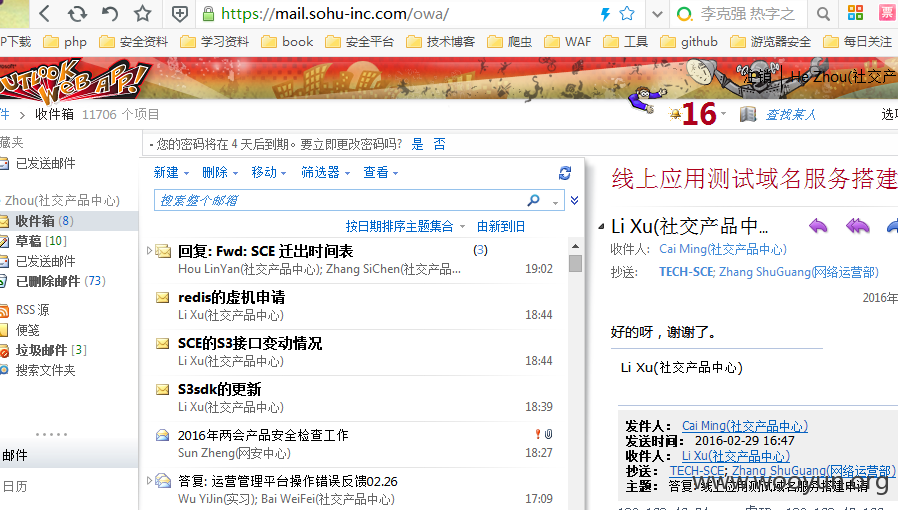 https://mail.sohu-inc.com/owa/
李克强 热字之
票
P下载 php 安全资料 学习资料 book 安全平台 技术博客 爬虫 WAF 工具 github 游览器安全 每日关注
OUTLOOK WEB APP!
注销 He Zhou(社交产
件 > 收件箱 11706 个项目
16
查找某人
选项
藏夹
已发送邮件
Zhou(社交产品中心)
收件箱 (8)
草稿 [10]
已发送邮件
已删除邮件 (73)
RSS 源
便笺
垃圾邮件 [3]
搜索文件夹
邮件
日历
- 您的密码将在 4 天后到期。要立即更改密码吗? 是 否
新建 删除 移动 筛选器 查看
搜索整个邮箱
按日期排序主题集合 由新到旧
回复: Fwd: SCE 迁出时间表 (3)
Hou LinYan(社交产品中心); Zhang SiChen(社交产品... 19:02
redis的虚机申请
Li Xu(社交产品中心) 18:44
SCE的S3接口变动情况
Li Xu(社交产品中心) 18:44
S3sdk的更新
Li Xu(社交产品中心) 18:39
2016年两会产品安全检查工作
Sun Zheng(网安中心) 18:27
答复: 运营管理平台操作错误反馈02.26
Wu YiJin(实习); Bai WeiFei(社交产品中心) 17:09
线上应用测试域名服务搭建
Li Xu(社交产品中...
收件人: Cai Ming(社交产品中心)
抄送: TECH-SCE; Zhang ShuGuang(网络运营部)
2016年
好的呀，谢谢了。
Li Xu(社交产品中心)
发件人: Cai Ming(社交产品中心)
发送时间: 2016-02-29 16:47
收件人: Li Xu(社交产品中心)
抄送: TECH-SCE; Zhang ShuGuang(网络运营部)
主题: 答复: 线上应用测试域名服务搭建申请
www.wooyun.org